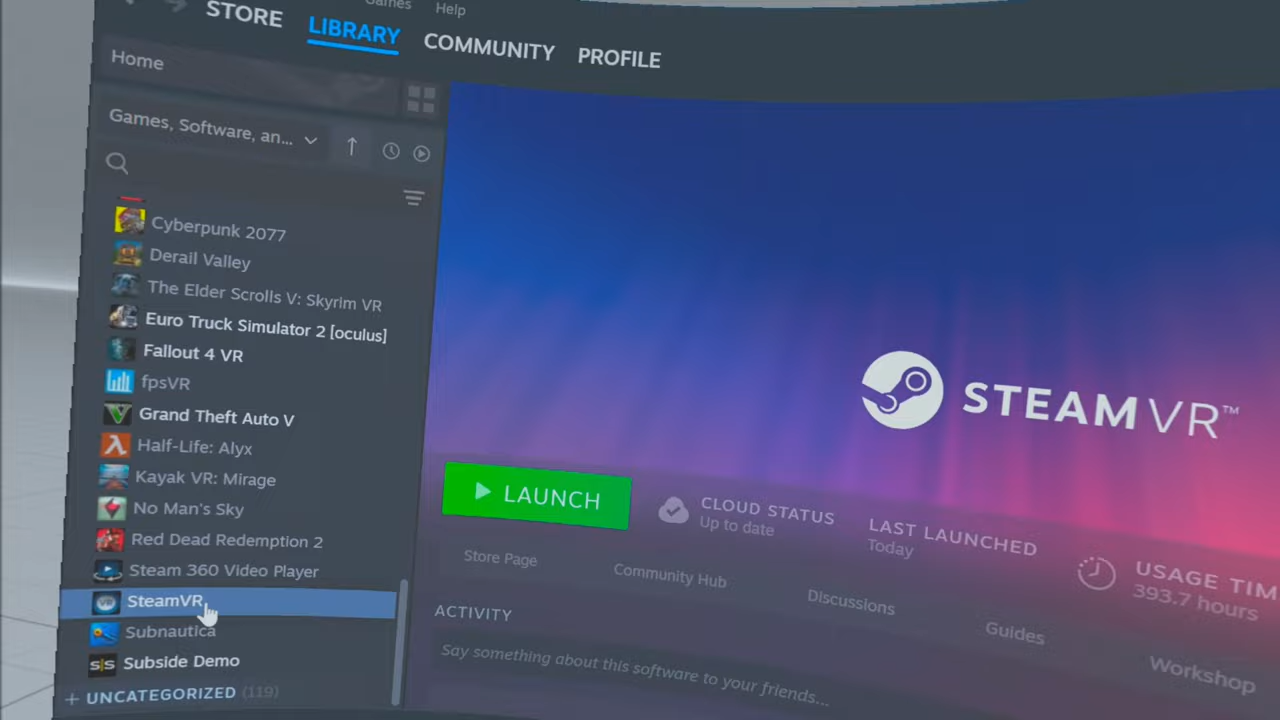 Games Help
STORE LIBRARY COMMUNITY PROFILE
Home
Games, Software, an...
Cyberpunk 2077
Derail Valley
The Elder Scrolls V: Skyrim VR
Euro Truck Simulator 2 [oculus]
Fallout 4 VR
fpsVR
Grand Theft Auto V
Half-Life: Alyx
Kayak VR: Mirage
No Man's Sky
Red Dead Redemption 2
Steam 360 Video Player
SteamVR
Subnautica
S|S Subside Demo
+ UNCATEGORIZED (119)
STEAMVR™
LAUNCH
CLOUD STATUS
Up to date
LAST LAUNCHED
Today
USAGE TIM
393.7 hours
Store Page Community Hub Discussions Guides Workshop
ACTIVITY
Say something about this software to your friends...